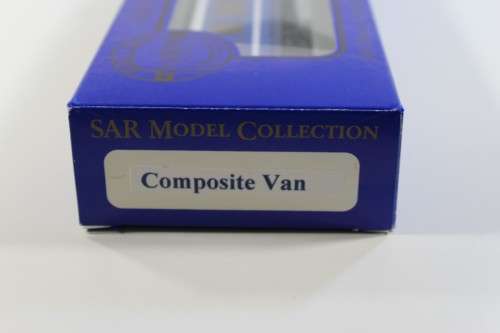 SAR MODEL COLLECTION
Composite Van